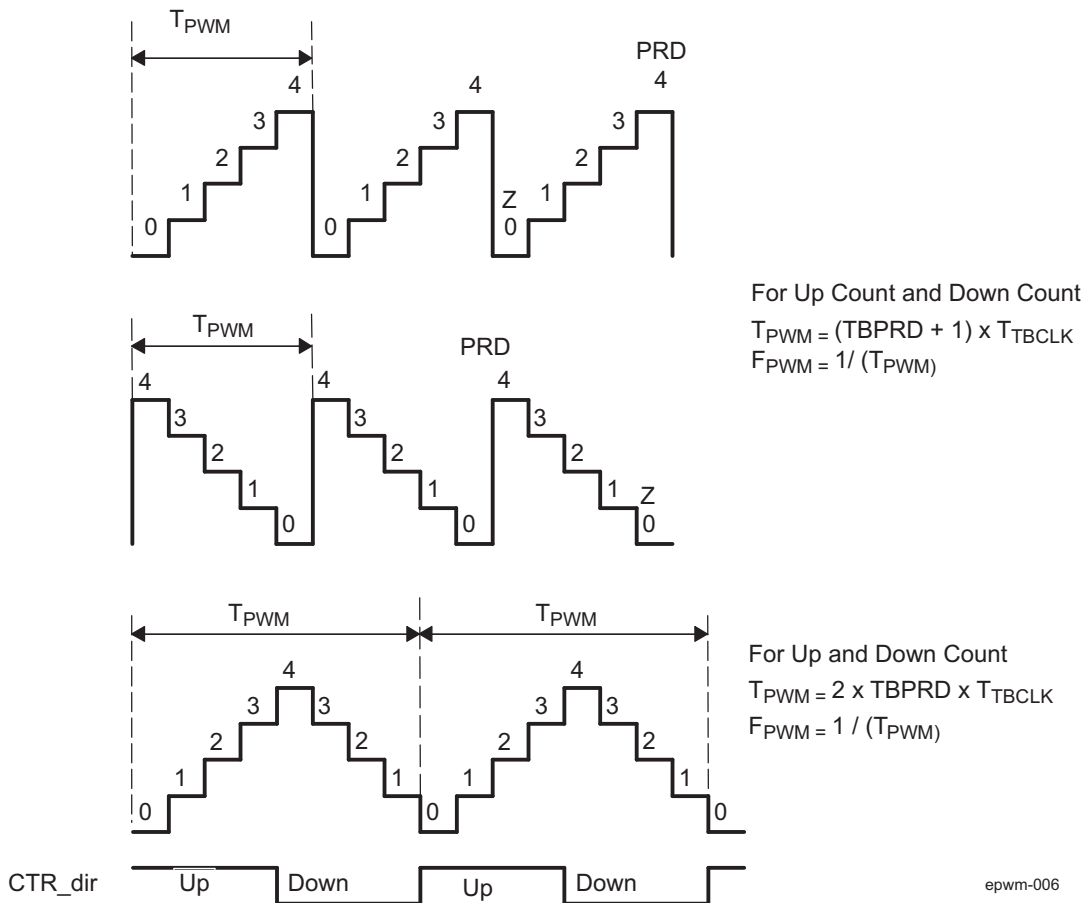 TPWM
PRD
4 4 4
3 3 3
2 2 2
1 1 Z 1
0 0 0
For Up Count and Down Count
TPWM = (TBPRD + 1) x TTBCLK
FPWM = 1/ (TPWM)
TPWM
PRD
4 4 4
3 3 3
2 2 2
1 1 1 Z
0 0 0
TPWM TPWM
For Up and Down Count
TPWM = 2 x TBPRD x TTBCLK
FPWM = 1 / (TPWM)
4 4
3 3 3 3
2 2 2 2
1 1 1 1
0 0 0
CTR_dir Up Down Up Down
epwm-006